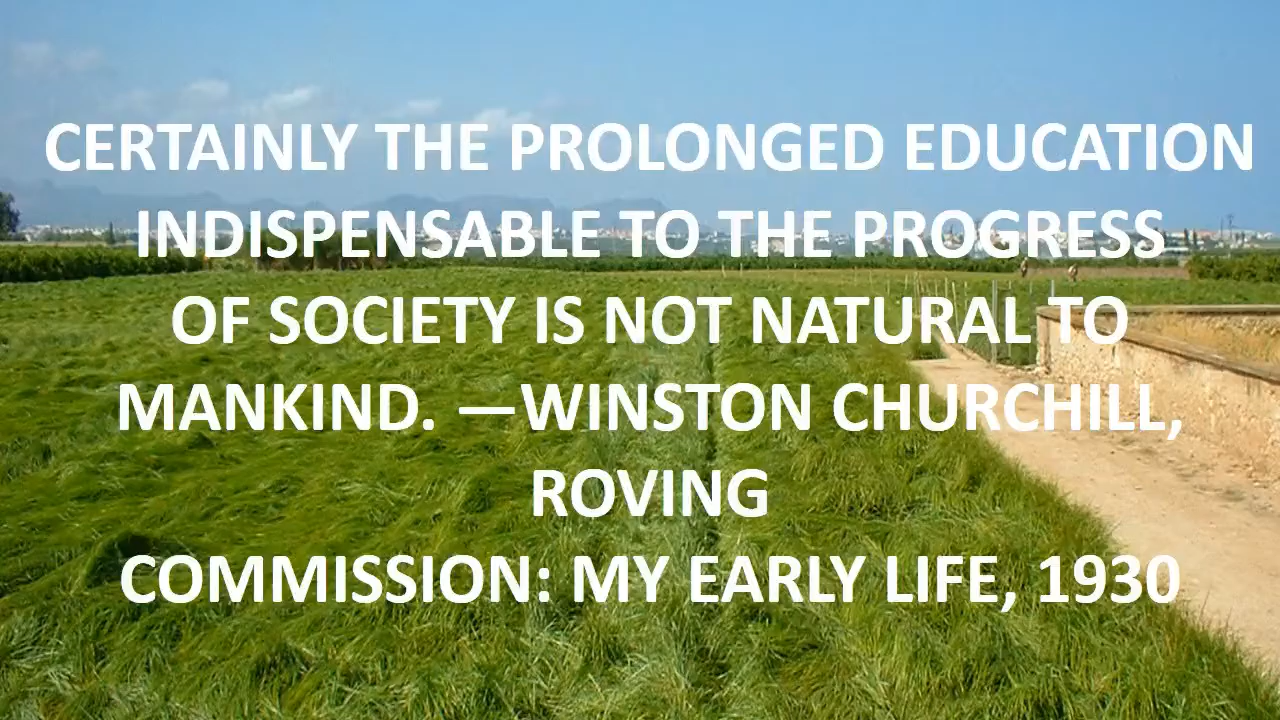 CERTAINLY THE PROLONGED EDUCATION
INDISPENSABLE TO THE PROGRESS
OF SOCIETY IS NOT NATURAL TO
MANKIND. —WINSTON CHURCHILL,
ROVING
COMMISSION: MY EARLY LIFE, 1930